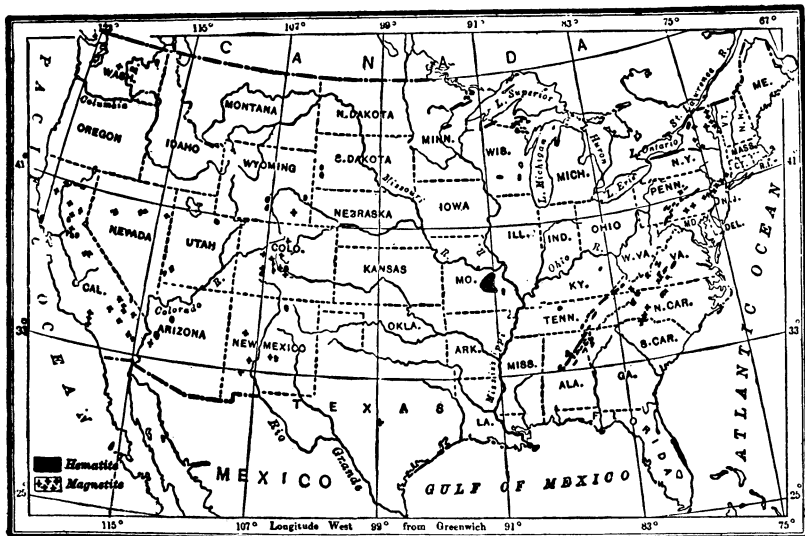 123° 115° 107° 99° 91° 83° 75° 67°
C A N A D A
PACIFIC OCEAN
WASH.
Columbia
OREGON
IDAHO
MONTANA
WYOMING
N. DAKOTA
S. DAKOTA
NEBRASKA
Missouri R.
MINN.
WIS.
IOWA
L. Superior
L. Michigan
MICH.
L. Huron
L. Ontario
L. Erie
St. Lawrence R.
ME.
VT.
N.H.
MASS.
CT.
R.I.
N.Y.
PENN.
N.J.
MD.
DEL.
41° 41°
NEVADA
UTAH
COLO.
KANSAS
MO.
ILL.
IND.
OHIO
Ohio R.
W. VA.
VA.
KY.
TENN.
N. CAR.
S. CAR.
CAL.
Colorado R.
ARIZONA
NEW MEXICO
OKLA.
ARK.
Mississippi R.
MISS.
ALA.
GA.
33° 33°
T E X A S
LA.
FLORIDA
Rio Grande
MEXICO
GULF OF MEXICO
ATLANTIC OCEAN
Hematite
Magnetite
25° 25°
115° 107° 99° 91° 83° 75°
Longitude West from Greenwich